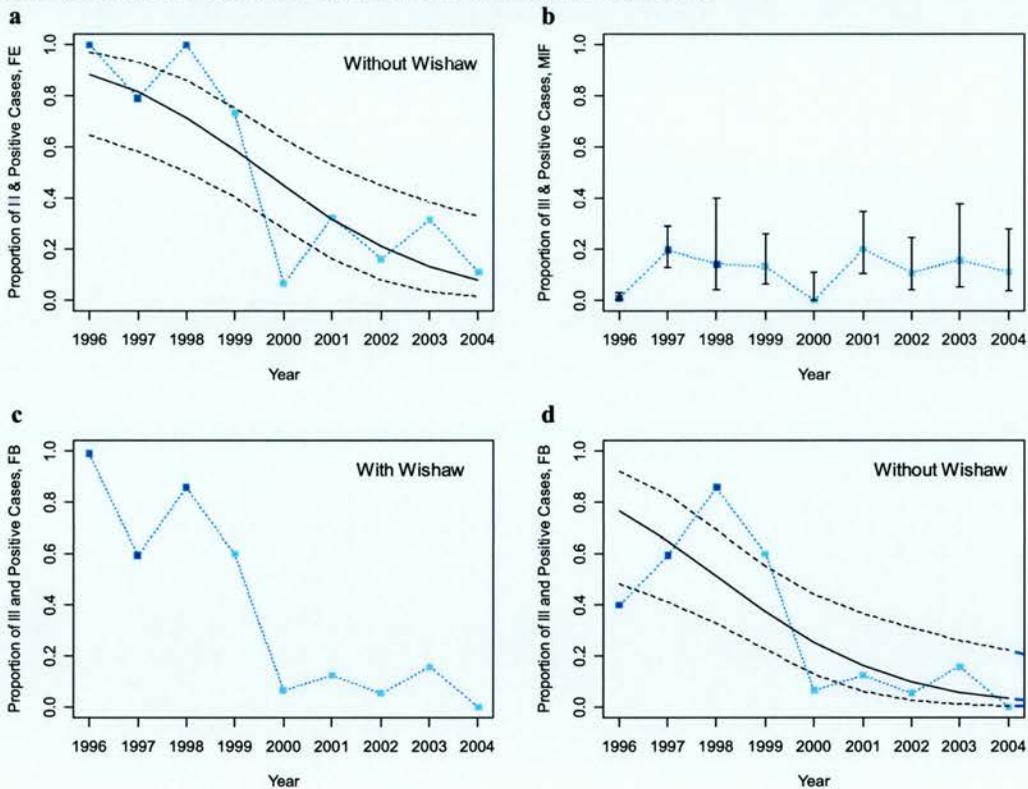 a
Without Wishaw
Proportion of Ill & Positive Cases, FE
1.0
0.8
0.6
0.4
0.2
0.0
1996 1997 1998 1999 2000 2001 2002 2003 2004
Year
b
Proportion of Ill & Positive Cases, MIF
1.0
0.8
0.6
0.4
0.2
0.0
1996 1997 1998 1999 2000 2001 2002 2003 2004
Year
c
With Wishaw
Proportion of Ill and Positive Cases, FB
1.0
0.8
0.6
0.4
0.2
0.0
1996 1997 1998 1999 2000 2001 2002 2003 2004
Year
d
Without Wishaw
Proportion of Ill and Positive Cases, FB
1.0
0.8
0.6
0.4
0.2
0.0
1996 1997 1998 1999 2000 2001 2002 2003 2004
Year